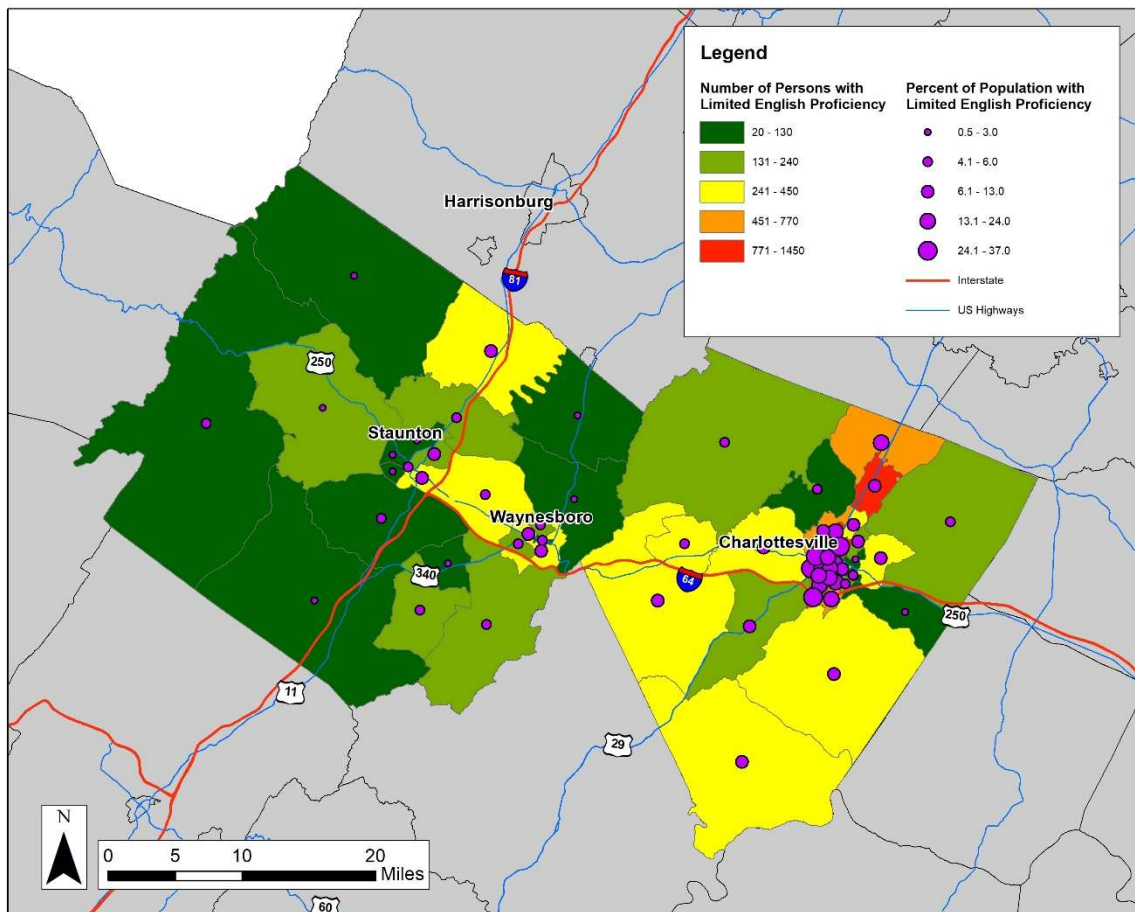 Legend
Number of Persons with
Limited English Proficiency
20 - 130
131 - 240
241 - 450
451 - 770
771 - 1450
Percent of Population with
Limited English Proficiency
0.5 - 3.0
4.1 - 6.0
6.1 - 13.0
13.1 - 24.0
24.1 - 37.0
Interstate
US Highways
Harrisonburg
81
250
Staunton
Waynesboro
Charlottesville
340
64
250
11
29
N
0 5 10 20
Miles
60